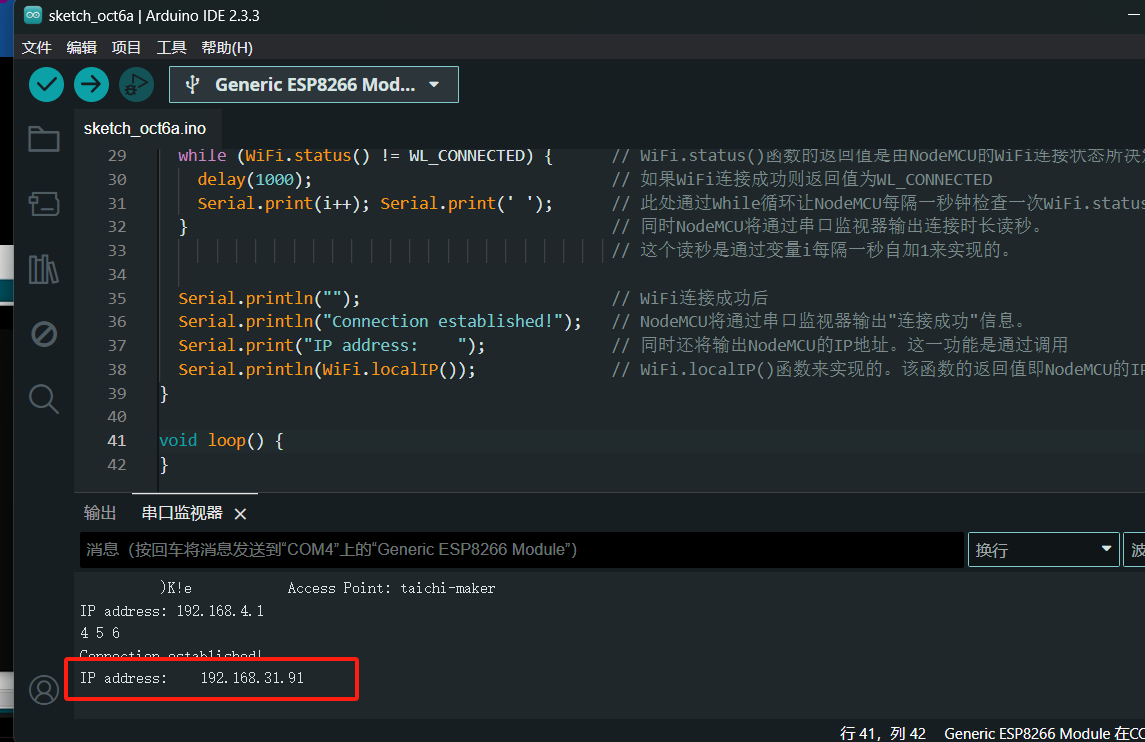 sketch_oct6a | Arduino IDE 2.3.3
文件 编辑 项目 工具 帮助(H)
Generic ESP8266 Mod...
sketch_oct6a.ino
29 while (WiFi.status() != WL_CONNECTED) { // WiFi.status()函数的返回值是由NodeMCU的WiFi连接状态所决
30 delay(1000); // 如果WiFi连接成功则返回值为WL_CONNECTED
31 Serial.print(i++); Serial.print(' '); // 此处通过While循环让NodeMCU每隔一秒钟检查一次WiFi.status
32 } // 同时NodeMCU将通过串口监视器输出连接时长读秒。
33 // 这个读秒是通过变量i每隔一秒自加1来实现的。
34
35 Serial.println(""); // WiFi连接成功后
36 Serial.println("Connection established!"); // NodeMCU将通过串口监视器输出"连接成功"信息。
37 Serial.print("IP address:    "); // 同时还将输出NodeMCU的IP地址。这一功能是通过调用
38 Serial.println(WiFi.localIP()); // WiFi.localIP()函数来实现的。该函数的返回值即NodeMCU的IP
39 }
40
41 void loop() {
42 }
输出 串口监视器
消息（按回车将消息发送到“COM4”上的“Generic ESP8266 Module”）
换行 波
)K!e Access Point: taichi-maker
IP address: 192.168.4.1
4 5 6
Connection established!
IP address:    192.168.31.91
行 41，列 42 Generic ESP8266 Module 在CO